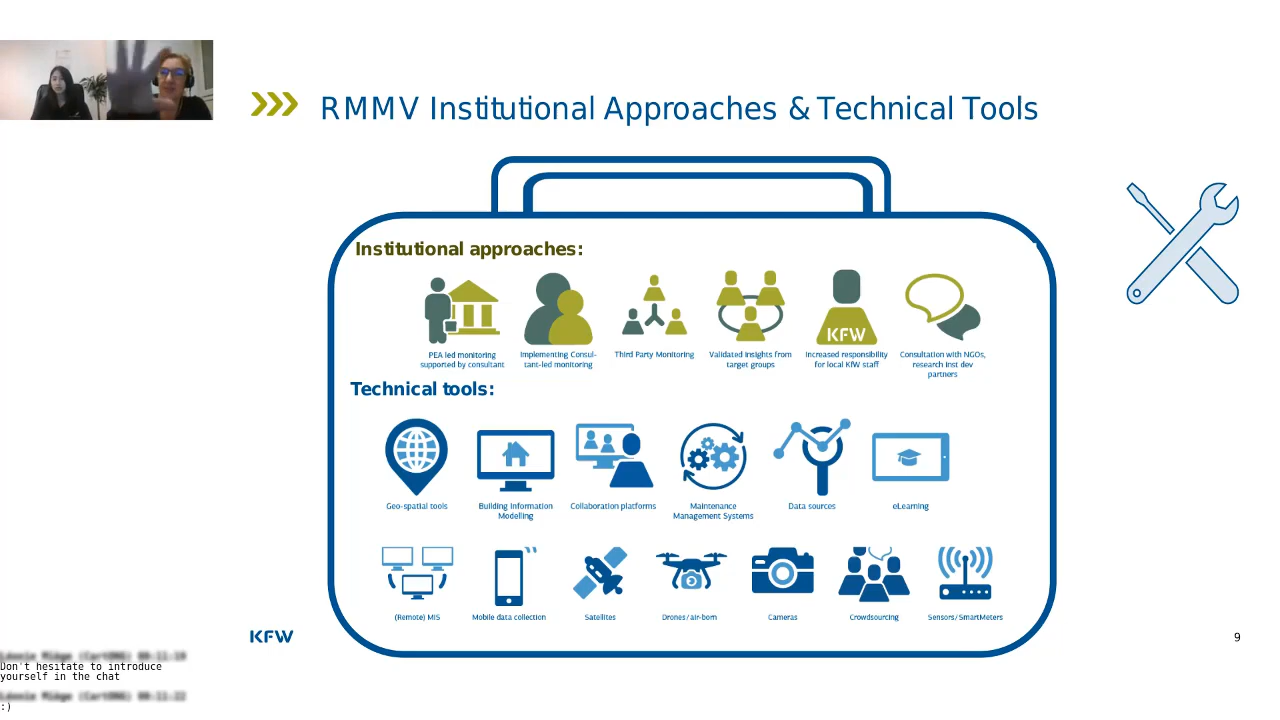 RMMV Institutional Approaches & Technical Tools
Institutional approaches:
PEA led monitoring
supported by consultant
Implementing Consul-
tant-led monitoring
Third Party Monitoring
Validated insights from
target groups
KFW
Increased responsibility
for local KfW staff
Consultation with NGOs,
research inst dev
partners
Technical tools:
Geo-spatial tools
Building Information
Modelling
Collaboration platforms
Maintenance
Management Systems
Data sources
eLearning
(Remote) MIS
Mobile data collection
Satellites
Drones/air-born
Cameras
Crowdsourcing
Sensors/SmartMeters
KFW
9
Don't hesitate to introduce
yourself in the chat
:)